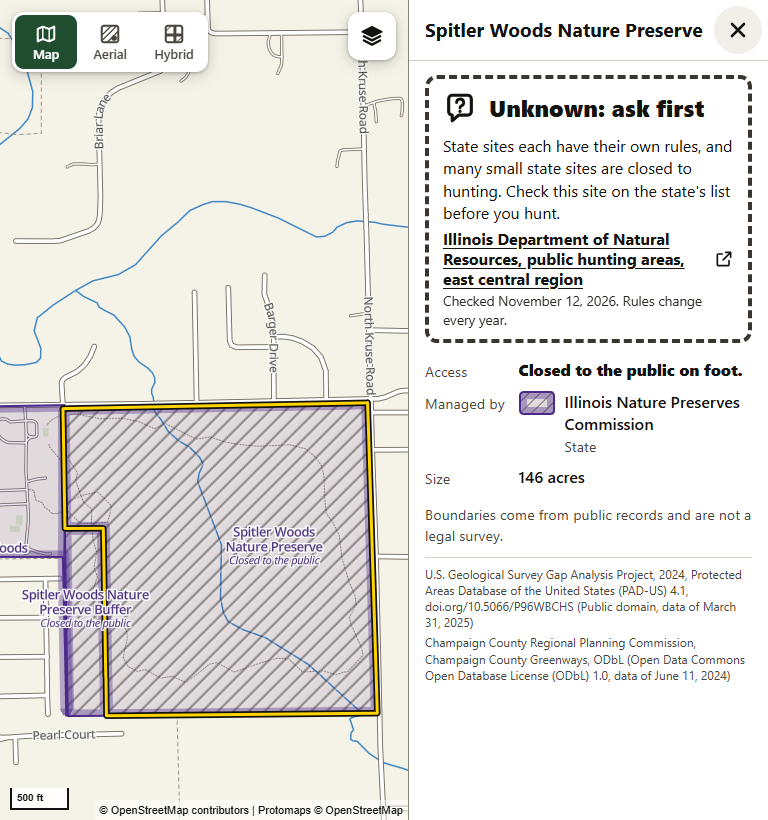 Map
Aerial
Hybrid
Briar Lane
North-Kruse-Road
North-Kruse-Road
Barger-Drive
Spitler Woods
Nature Preserve
Closed to the public
oods
Spitler Woods Nature
Preserve Buffer
Closed to the public
Pearl Court
500 ft
© OpenStreetMap contributors | Protomaps © OpenStreetMap
Spitler Woods Nature Preserve
Unknown: ask first
State sites each have their own rules, and
many small state sites are closed to
hunting. Check this site on the state's list
before you hunt.
Illinois Department of Natural
Resources, public hunting areas,
east central region
Checked November 12, 2026. Rules change
every year.
Access
Closed to the public on foot.
Managed by
Illinois Nature Preserves
Commission
State
Size
146 acres
Boundaries come from public records and are not a
legal survey.
U.S. Geological Survey Gap Analysis Project, 2024, Protected
Areas Database of the United States (PAD-US) 4.1,
doi.org/10.5066/P96WBCHS (Public domain, data of March
31, 2025)
Champaign County Regional Planning Commission,
Champaign County Greenways, ODbL (Open Data Commons
Open Database License (ODbL) 1.0, data of June 11, 2024)